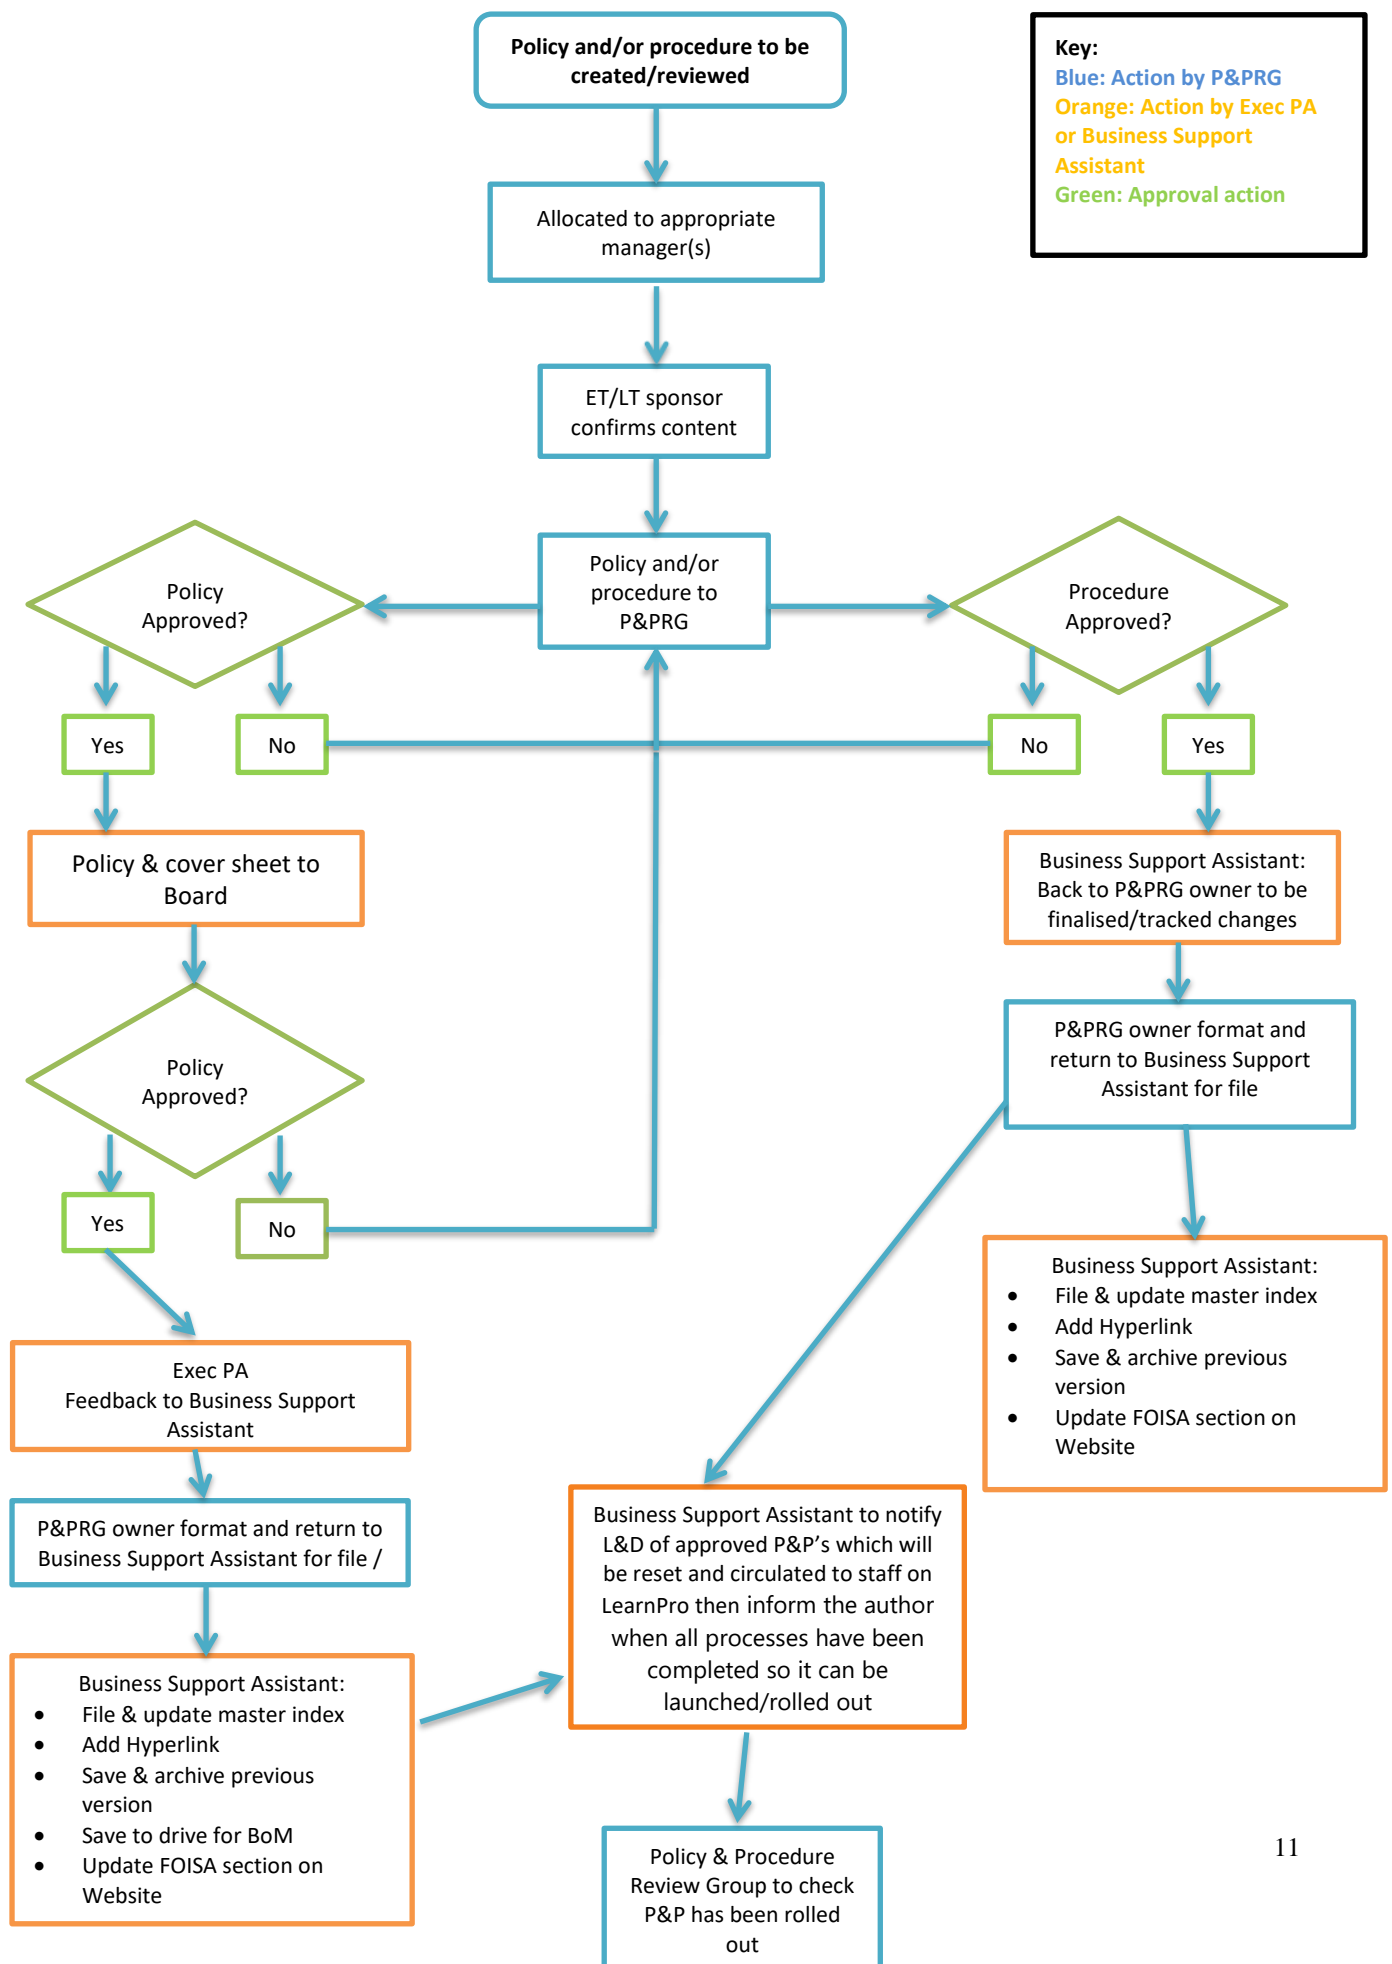 Policy and/or procedure to be
created/reviewed
Key:
Blue: Action by P&PRG
Orange: Action by Exec PA
or Business Support
Assistant
Green: Approval action
Allocated to appropriate
manager(s)
ET/LT sponsor
confirms content
Policy and/or
procedure to
P&PRG
Policy
Approved?
Procedure
Approved?
Yes
No
No
Yes
Policy & cover sheet to
Board
Business Support Assistant:
Back to P&PRG owner to be
finalised/tracked changes
Policy
Approved?
P&PRG owner format and
return to Business Support
Assistant for file
Yes
No
Business Support Assistant:
• File & update master index
• Add Hyperlink
• Save & archive previous
version
• Update FOISA section on
Website
Exec PA
Feedback to Business Support
Assistant
P&PRG owner format and return to
Business Support Assistant for file /
Business Support Assistant to notify
L&D of approved P&P’s which will
be reset and circulated to staff on
LearnPro then inform the author
when all processes have been
completed so it can be
launched/rolled out
Business Support Assistant:
• File & update master index
• Add Hyperlink
• Save & archive previous
version
• Save to drive for BoM
• Update FOISA section on
Website
Policy & Procedure
Review Group to check
P&P has been rolled
out
11